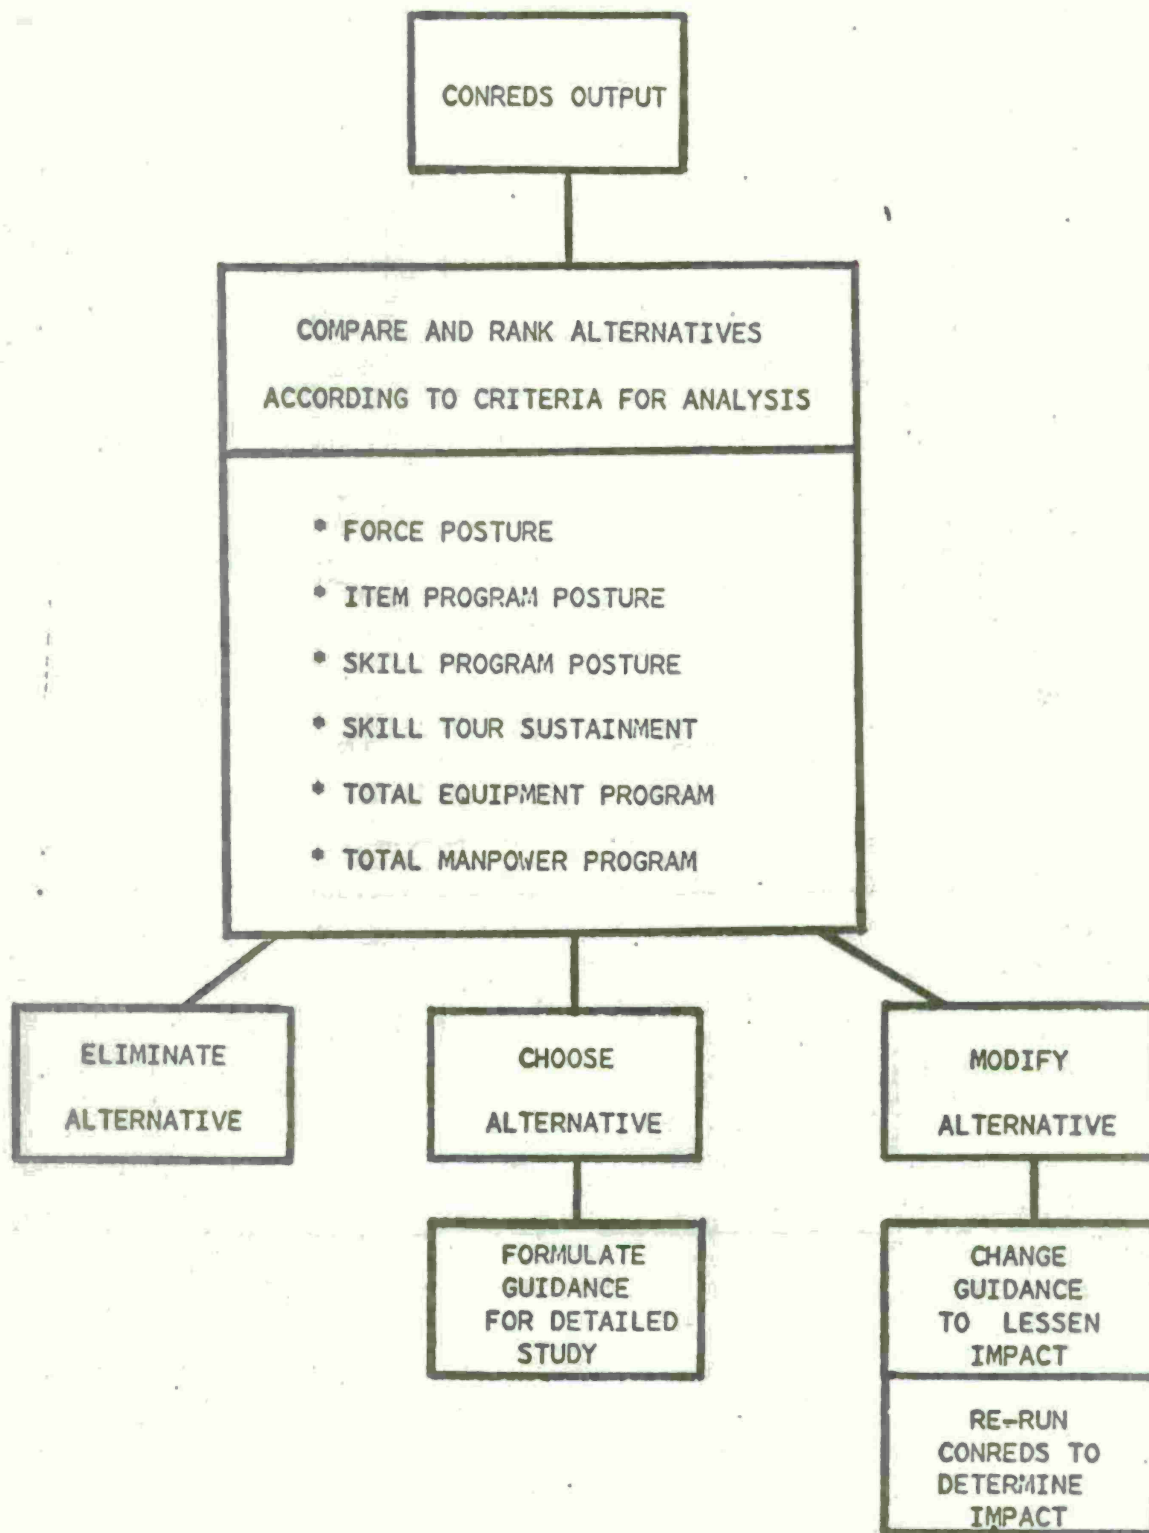 CONREDS OUTPUT
COMPARE AND RANK ALTERNATIVES
ACCORDING TO CRITERIA FOR ANALYSIS
* FORCE POSTURE
* ITEM PROGRAM POSTURE
* SKILL PROGRAM POSTURE
* SKILL TOUR SUSTAINMENT
* TOTAL EQUIPMENT PROGRAM
* TOTAL MANPOWER PROGRAM
ELIMINATE
ALTERNATIVE
CHOOSE
ALTERNATIVE
FORMULATE
GUIDANCE
FOR DETAILED
STUDY
MODIFY
ALTERNATIVE
CHANGE
GUIDANCE
TO LESSEN
IMPACT
RE-RUN
CONREDS TO
DETERMINE
IMPACT